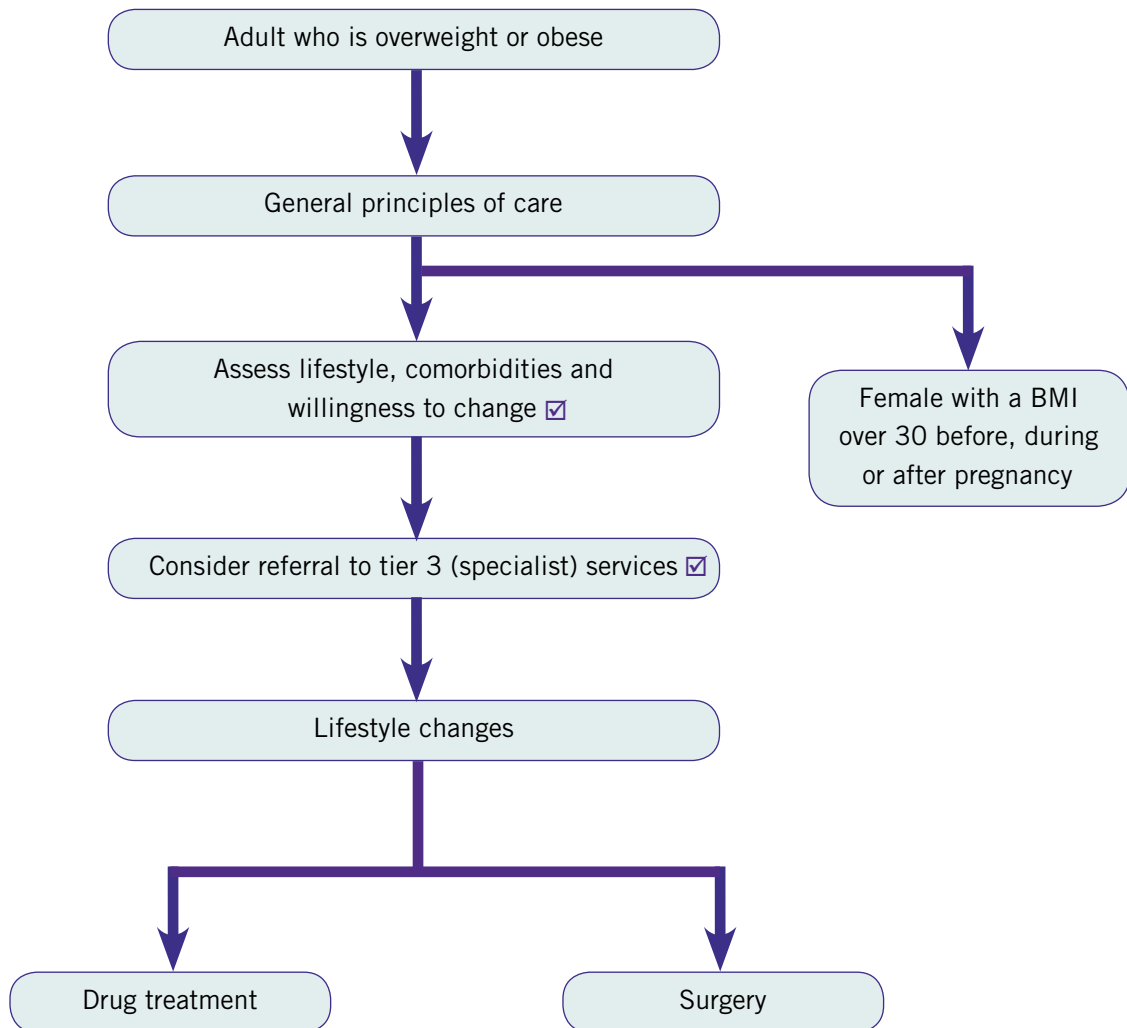 Adult who is overweight or obese
General principles of care
Assess lifestyle, comorbidities and
willingness to change ☑
Female with a BMI
over 30 before, during
or after pregnancy
Consider referral to tier 3 (specialist) services ☑
Lifestyle changes
Drug treatment
Surgery